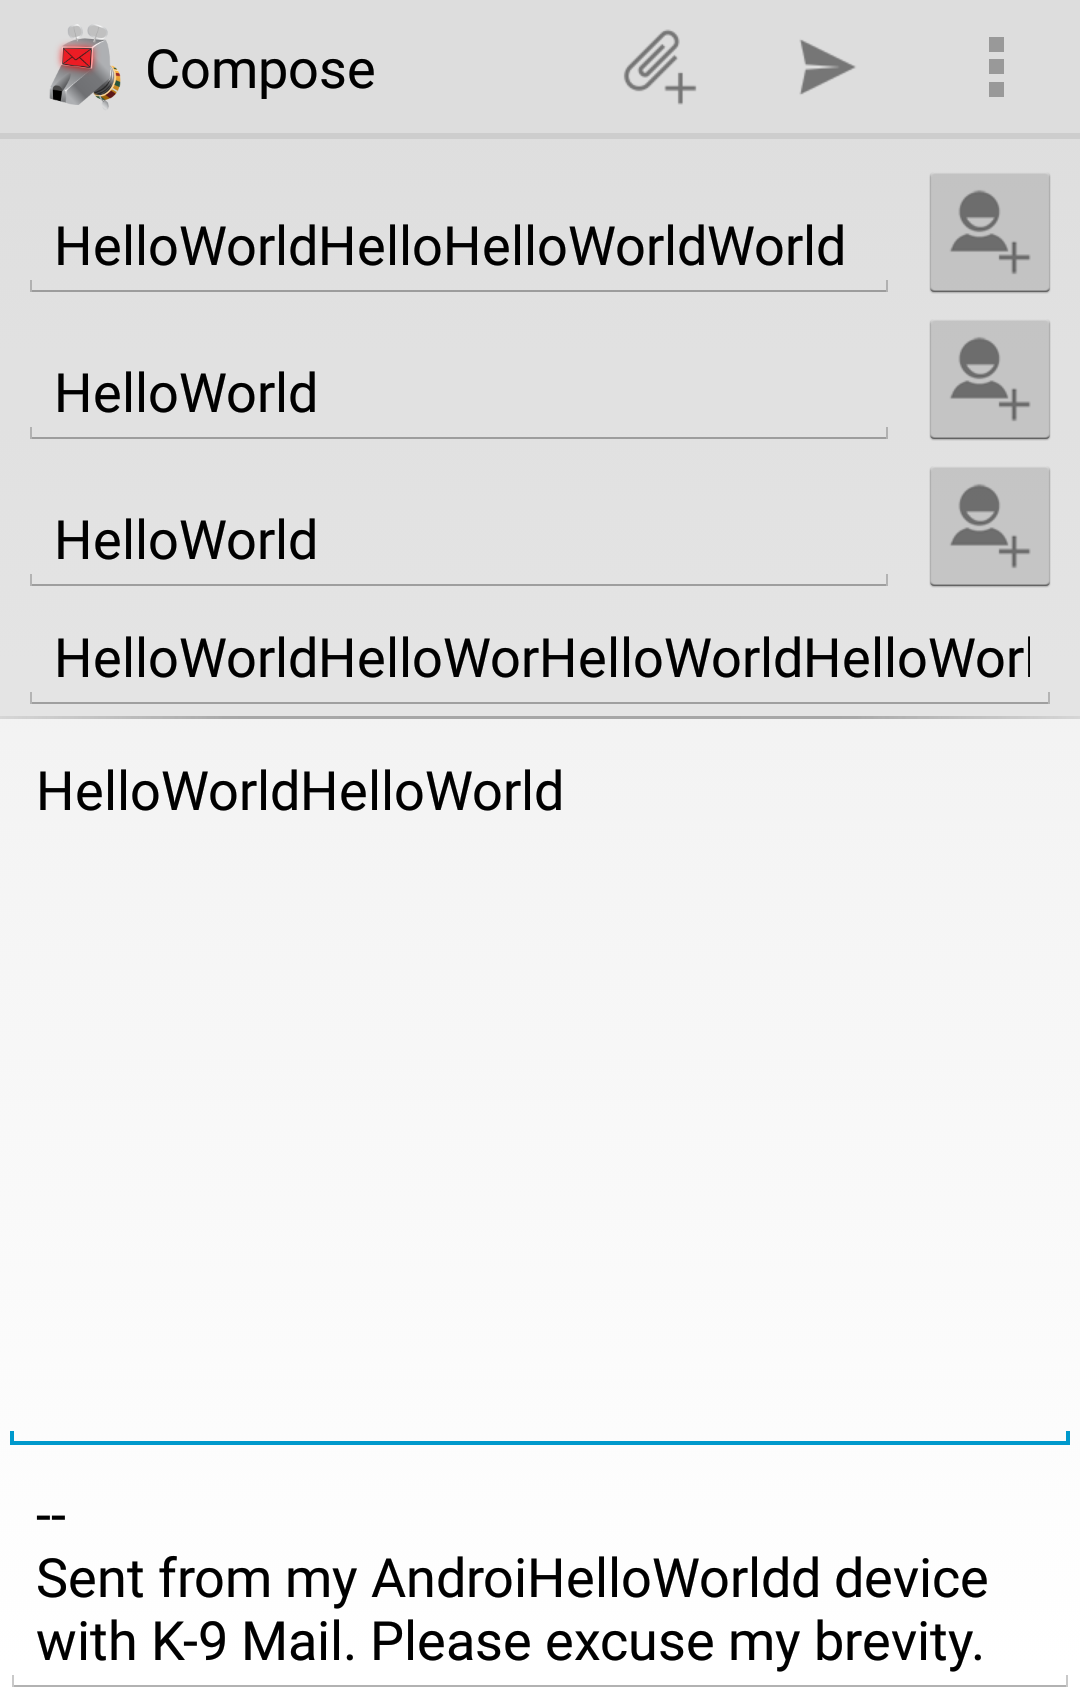 Compose
HelloWorldHelloHelloWorldWorld
HelloWorld
HelloWorld
HelloWorldHelloWorHelloWorldHelloWorl
HelloWorldHelloWorld
--
Sent from my AndroiHelloWorldd device
with K-9 Mail. Please excuse my brevity.